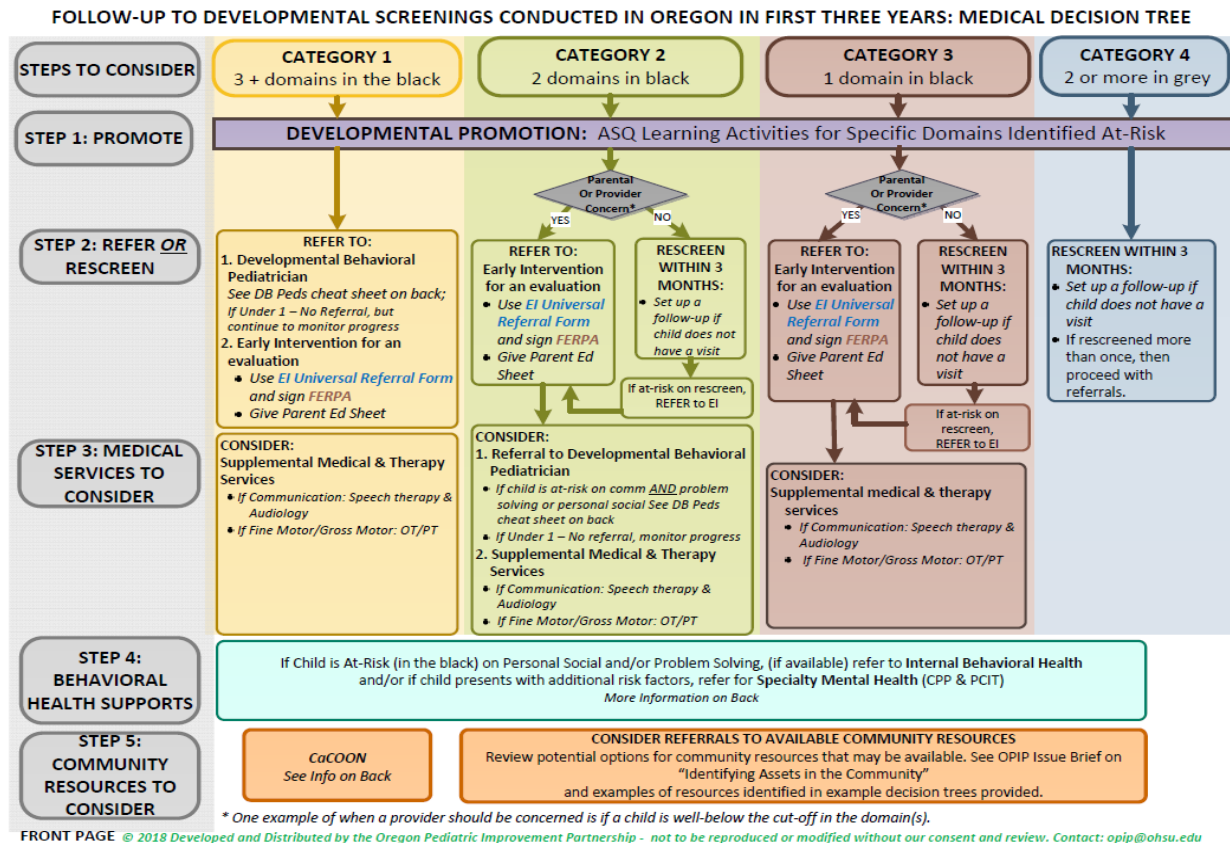 FOLLOW-UP TO DEVELOPMENTAL SCREENINGS CONDUCTED IN OREGON IN FIRST THREE YEARS: MEDICAL DECISION TREE
STEPS TO CONSIDER
CATEGORY 1
3 + domains in the black
CATEGORY 2
2 domains in black
CATEGORY 3
1 domain in black
CATEGORY 4
2 or more in grey
STEP 1: PROMOTE
DEVELOPMENTAL PROMOTION: ASQ Learning Activities for Specific Domains Identified At-Risk
Parental
Or Provider
Concern*
YES
NO
Parental
Or Provider
Concern*
YES
NO
STEP 2: REFER OR
RESCREEN
REFER TO:
1. Developmental Behavioral
Pediatrician
See DB Peds cheat sheet on back;
If Under 1 – No Referral, but
continue to monitor progress
2. Early Intervention for an
evaluation
Use EI Universal Referral Form
and sign FERPA
Give Parent Ed Sheet
REFER TO:
Early Intervention
for an evaluation
Use EI Universal
Referral Form
and sign FERPA
Give Parent Ed
Sheet
RESCREEN
WITHIN 3
MONTHS:
Set up a
follow-up if
child does not
have a visit
If at-risk on rescreen,
REFER to EI
REFER TO:
Early Intervention
for an evaluation
Use EI Universal
Referral Form
and sign FERPA
Give Parent Ed
Sheet
RESCREEN
WITHIN 3
MONTHS:
Set up a
follow-up if
child does
not have a
visit
If at-risk on
rescreen,
REFER to EI
RESCREEN WITHIN 3
MONTHS:
Set up a follow-up if
child does not have a
visit
If rescreened more
than once, then
proceed with
referrals.
STEP 3: MEDICAL
SERVICES TO
CONSIDER
CONSIDER:
Supplemental Medical & Therapy
Services
If Communication: Speech therapy &
Audiology
If Fine Motor/Gross Motor: OT/PT
CONSIDER:
1. Referral to Developmental Behavioral
Pediatrician
If child is at-risk on comm AND problem
solving or personal social See DB Peds
cheat sheet on back
If Under 1 – No referral, monitor progress
2. Supplemental Medical & Therapy
Services
If Communication: Speech therapy &
Audiology
If Fine Motor/Gross Motor: OT/PT
CONSIDER:
Supplemental medical & therapy
services
If Communication: Speech therapy &
Audiology
If Fine Motor/Gross Motor: OT/PT
STEP 4:
BEHAVIORAL
HEALTH SUPPORTS
If Child is At-Risk (in the black) on Personal Social and/or Problem Solving, (if available) refer to Internal Behavioral Health
and/or if child presents with additional risk factors, refer for Specialty Mental Health (CPP & PCIT)
More Information on Back
STEP 5:
COMMUNITY
RESOURCES TO
CONSIDER
CaCOON
See Info on Back
CONSIDER REFERRALS TO AVAILABLE COMMUNITY RESOURCES
Review potential options for community resources that may be available. See OPIP Issue Brief on
“Identifying Assets in the Community”
and examples of resources identified in example decision trees provided.
* One example of when a provider should be concerned is if a child is well-below the cut-off in the domain(s).
FRONT PAGE © 2018 Developed and Distributed by the Oregon Pediatric Improvement Partnership - not to be reproduced or modified without our consent and review. Contact: opip@ohsu.edu